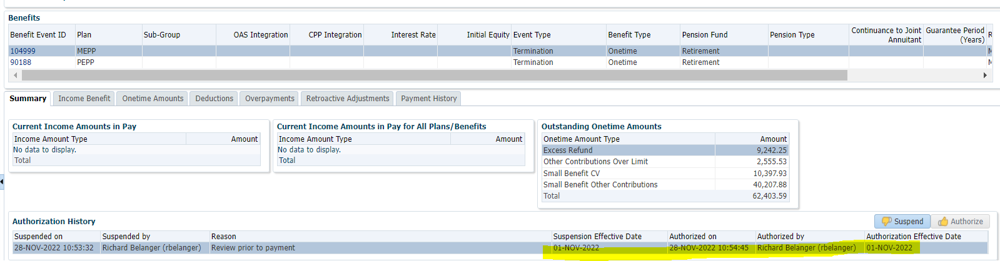 Benefits
Benefit Event ID Plan Sub-Group OAS Integration CPP Integration Interest Rate Initial Equity Event Type Benefit Type Pension Fund Pension Type Continuance to Joint Annuitant Guarantee Period (Years) R
104999 MEPP Termination Onetime Retirement M
90188 PEPP Termination Onetime Retirement M
Summary Income Benefit Onetime Amounts Deductions Overpayments Retroactive Adjustments Payment History
Current Income Amounts in Pay
Income Amount Type Amount
No data to display.
Total
Current Income Amounts in Pay for All Plans/Benefits
Income Amount Type Amount
No data to display.
Total
Outstanding Onetime Amounts
Onetime Amount Type Amount
Excess Refund 9,242.25
Other Contributions Over Limit 2,555.53
Small Benefit CV 10,397.93
Small Benefit Other Contributions 40,207.88
Total 62,403.59
Authorization History Suspend Authorize
Suspended on Suspended by Reason Suspension Effective Date Authorized on Authorized by Authorization Effective Date
28-NOV-2022 10:53:32 Richard Belanger (rbelanger) Review prior to payment 01-NOV-2022 28-NOV-2022 10:54:45 Richard Belanger (rbelanger) 01-NOV-2022